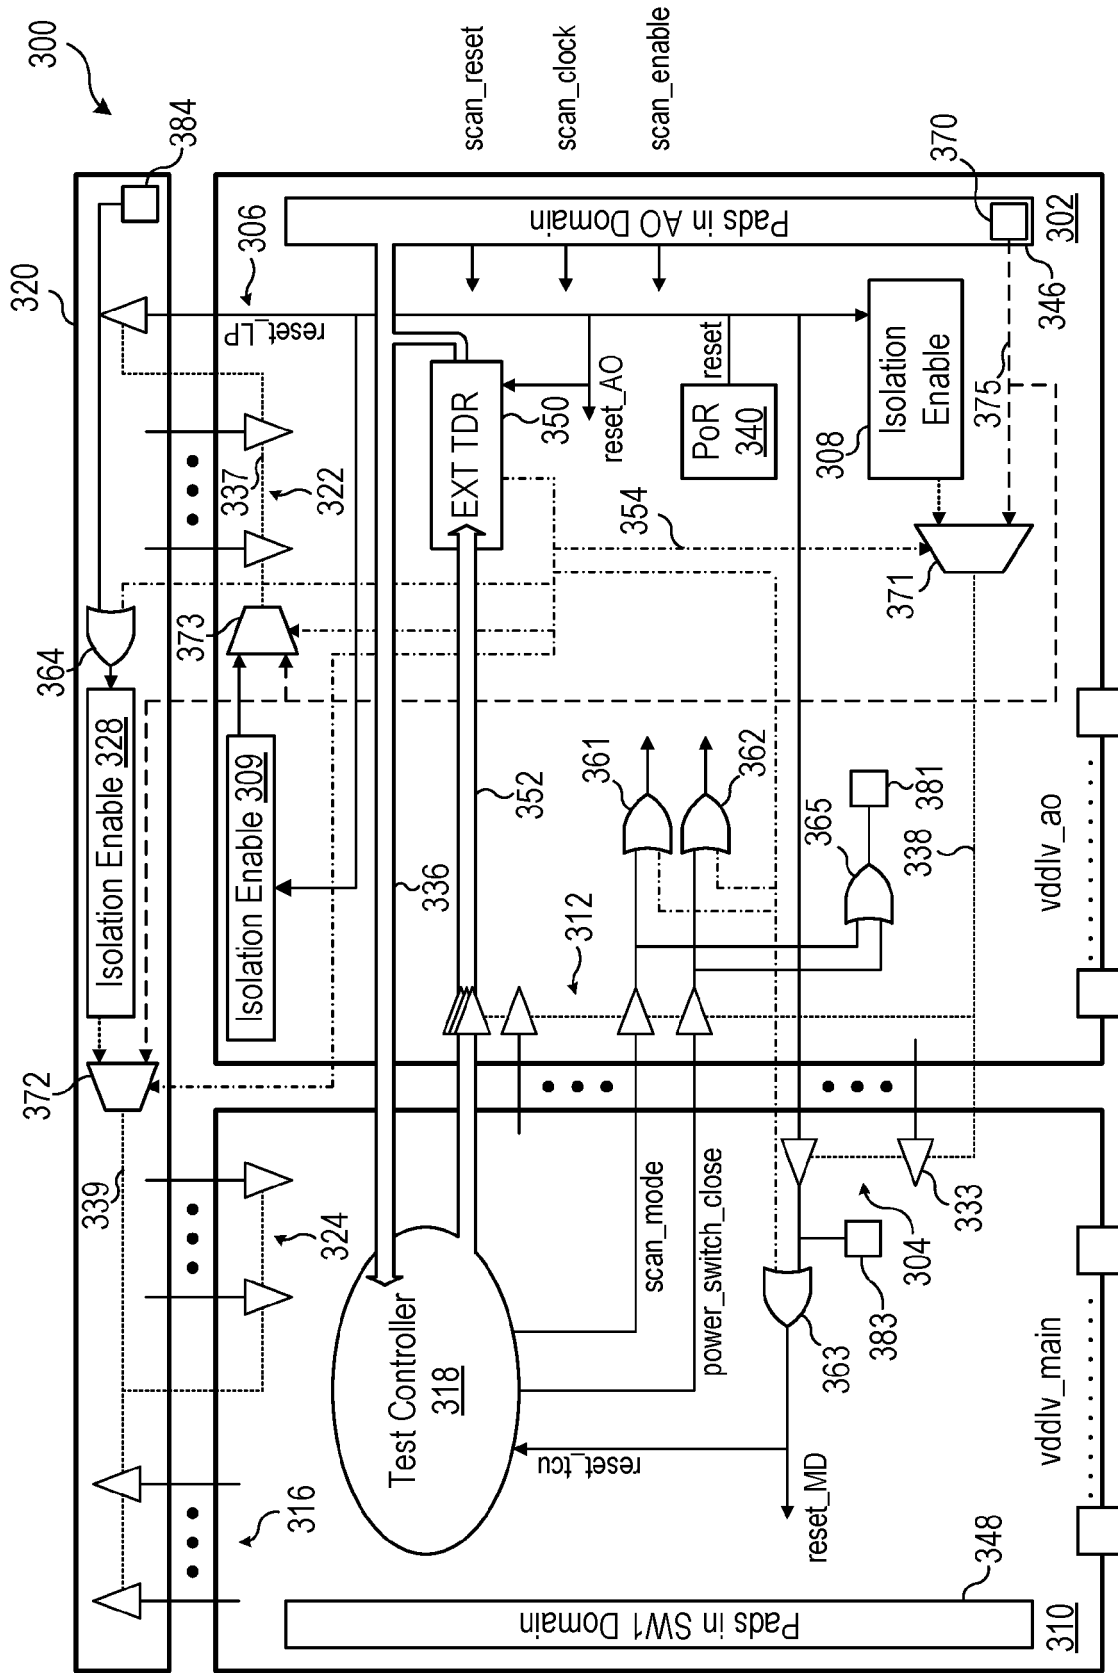 300
384
320
306
reset_LP
337
322
364
373
Isolation Enable 328
Isolation Enable 309
372
339
324
316
scan_reset
scan_clock
scan_enable
Pads in AO Domain
370
302
346
EXT TDR
350
reset_AO
reset
PoR
340
308
Isolation
Enable
375
354
371
352
336
361
362
365
381
312
338
vddlv_ao
Test Controller
318
scan_mode
power_switch_close
333
304
383
363
reset_tcu
reset_MD
vddlv_main
348
Pads in SW1 Domain
310